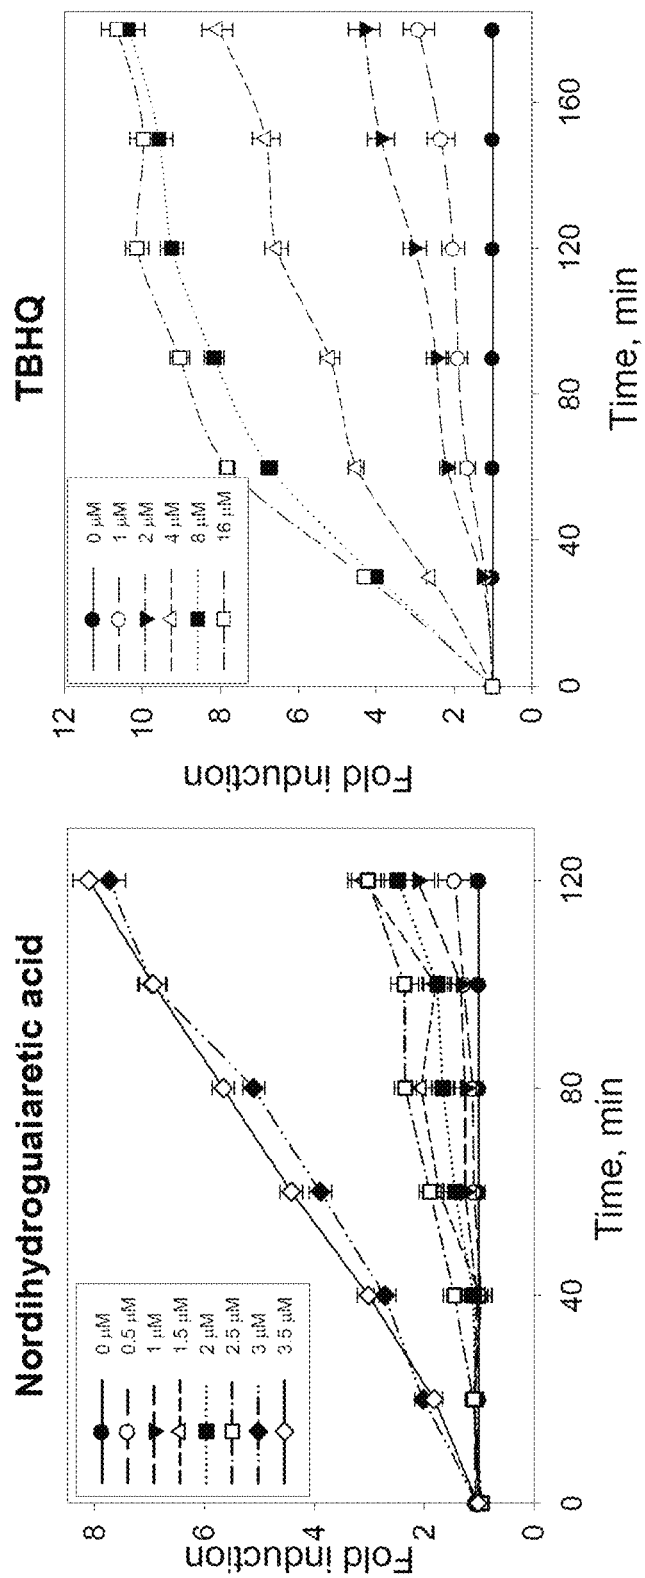 Nordihydroguaiaretic acid
Fold induction
8
6
4
2
0
0 µM
0.5 µM
1 µM
1.5 µM
2 µM
2.5 µM
3 µM
3.5 µM
0
40
80
120
Time, min
TBHQ
Fold induction
12
10
8
6
4
2
0
0 µM
1 µM
2 µM
4 µM
8 µM
16 µM
0
40
80
120
160
Time, min